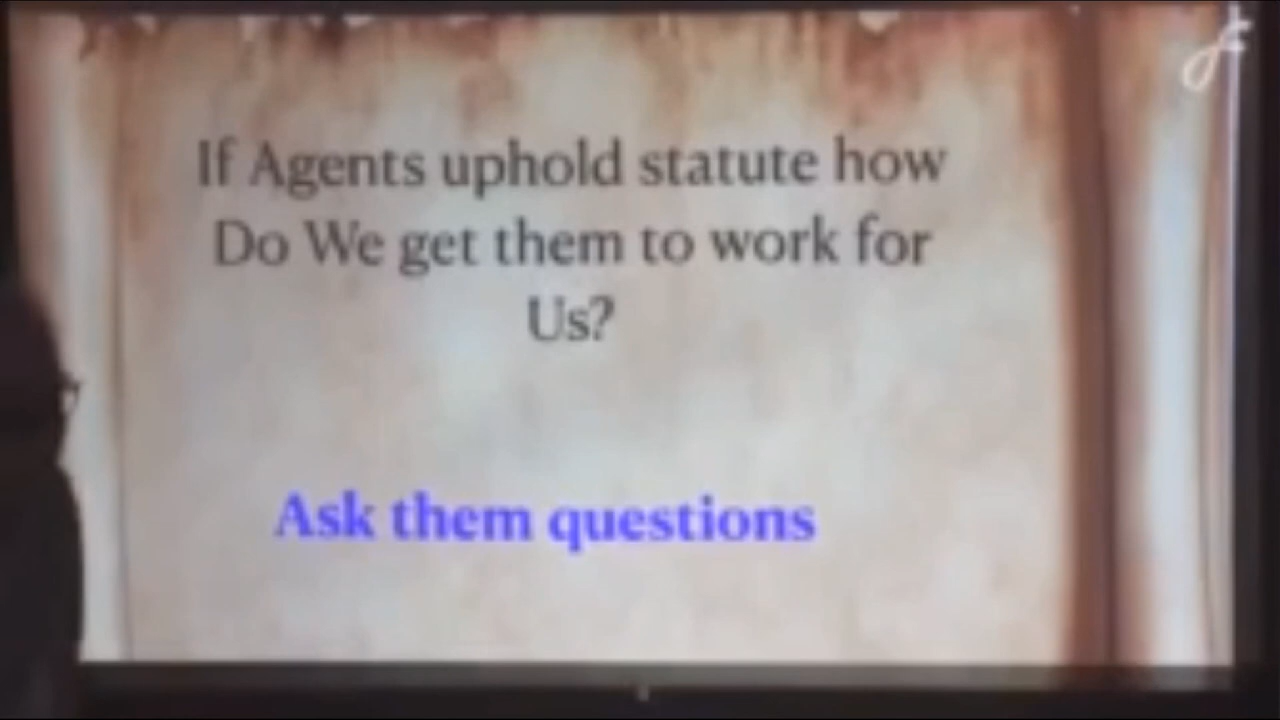 If Agents uphold statute how
Do We get them to work for
Us?
Ask them questions